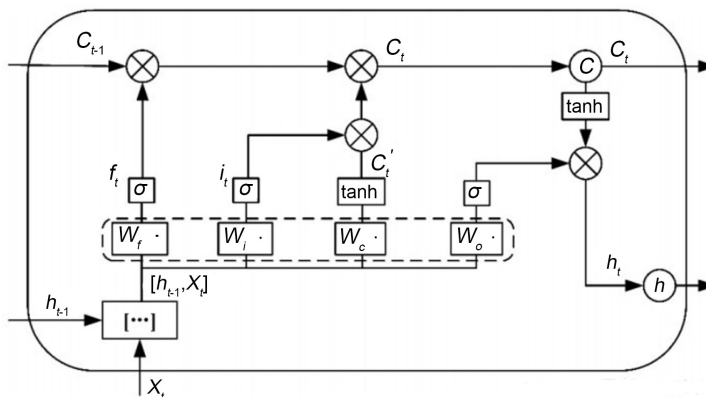 C_{t-1} C_t C C_t
tanh
f_t σ i_t σ C_t' tanh σ
W_f · W_i · W_c · W_o ·
[h_{t-1}, X_t] h_t h
h_{t-1} [···]
X_t